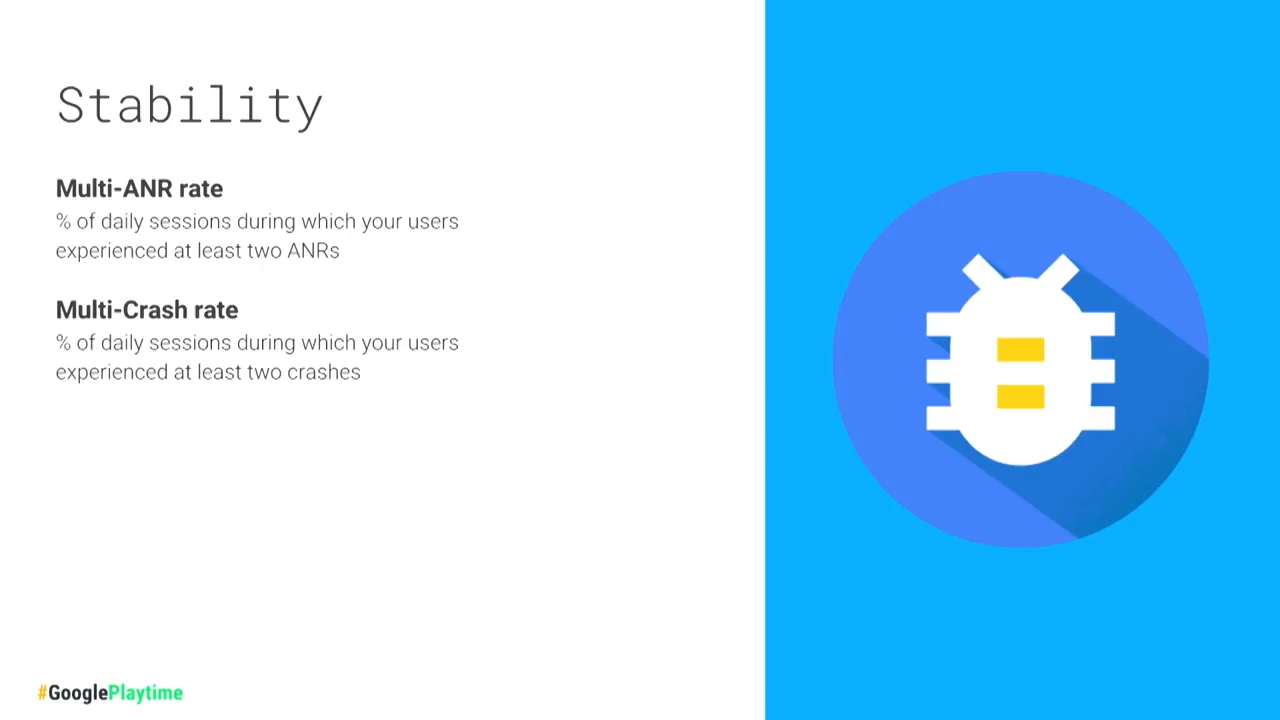 Stability
Multi-ANR rate
% of daily sessions during which your users
experienced at least two ANRs
Multi-Crash rate
% of daily sessions during which your users
experienced at least two crashes
#GooglePlaytime